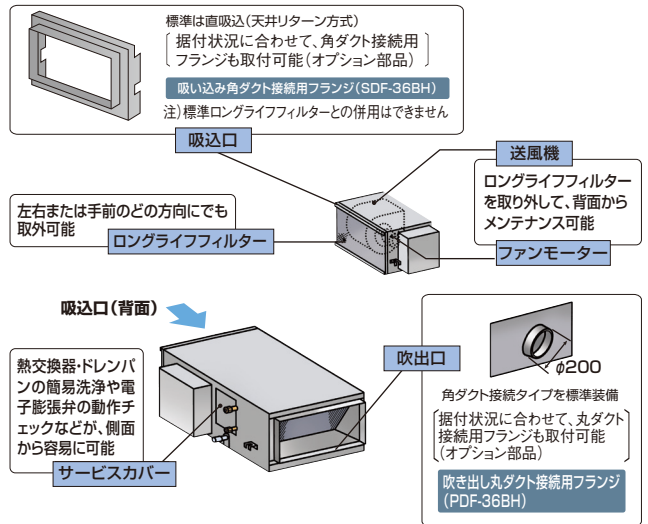 標準は直吸込(天井リターン方式)
据付状況に合わせて、角ダクト接続用
フランジも取付可能(オプション部品)
吸い込み角ダクト接続用フランジ(SDF-36BH)
注)標準ロングライフフィルターとの併用はできません
吸込口
送風機
ロングライフフィルター
を取り外して、背面から
メンテナンス可能
ファンモーター
左右または手前のどの方向にでも
取外可能
ロングライフフィルター
吸込口(背面)
熱交換器・ドレンパ
ンの簡易洗浄や電
子膨張弁の動作チ
ェックなどが、側面
から容易に可能
サービスカバー
吹出口
φ200
角ダクト接続タイプを標準装備
据付状況に合わせて、丸ダクト
接続用フランジも取付可能
(オプション部品)
吹き出し丸ダクト接続用フランジ
(PDF-36BH)